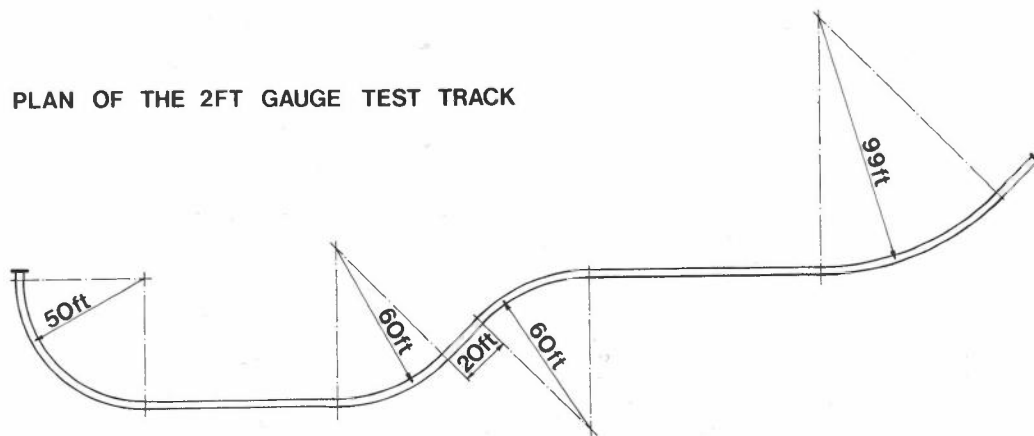 PLAN OF THE 2FT GAUGE TEST TRACK
50ft
60ft
20ft
60ft
99ft